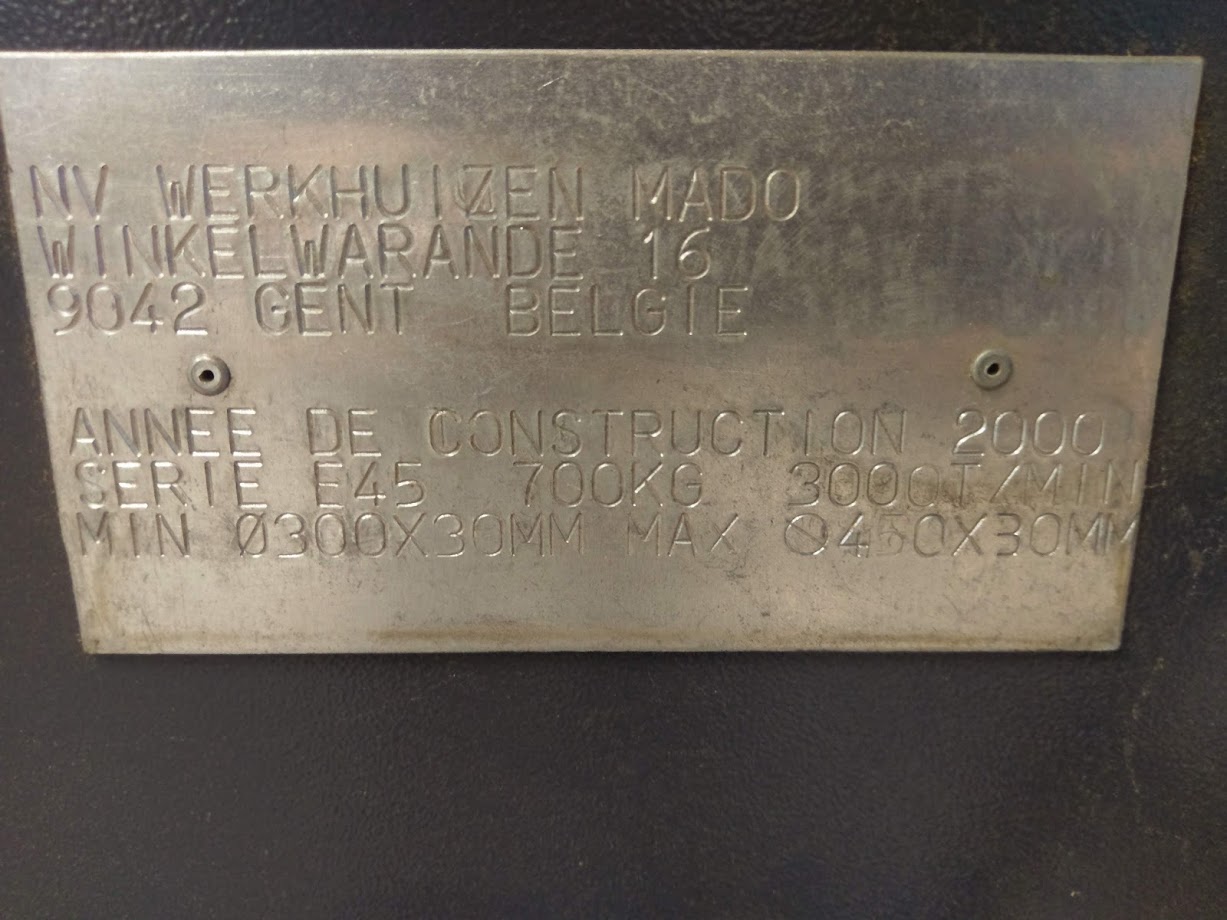 NV WERKHUIZEN MADO
WINKELWARANDE 16
9042 GENT BELGIE
ANNEE DE CONSTRUCTION 2000
SERIE E45 700KG 3000T/MIN
MIN Ø300X30MM MAX Ø450X30MM